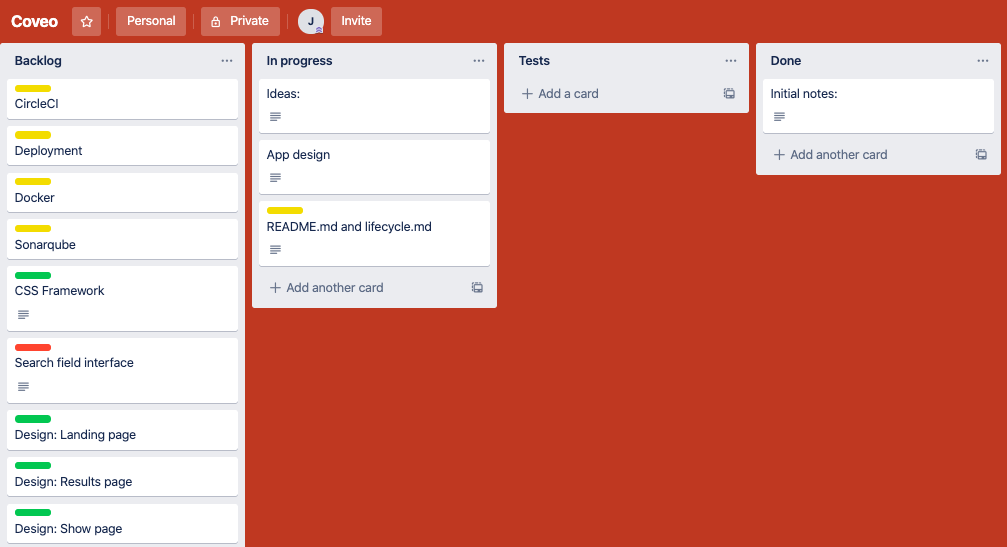 Coveo
Personal
Private
J
Invite
Backlog
CircleCI
Deployment
Docker
Sonarqube
CSS Framework
Search field interface
Design: Landing page
Design: Results page
Design: Show page
In progress
Ideas:
App design
README.md and lifecycle.md
Add another card
Tests
Add a card
Done
Initial notes:
Add another card